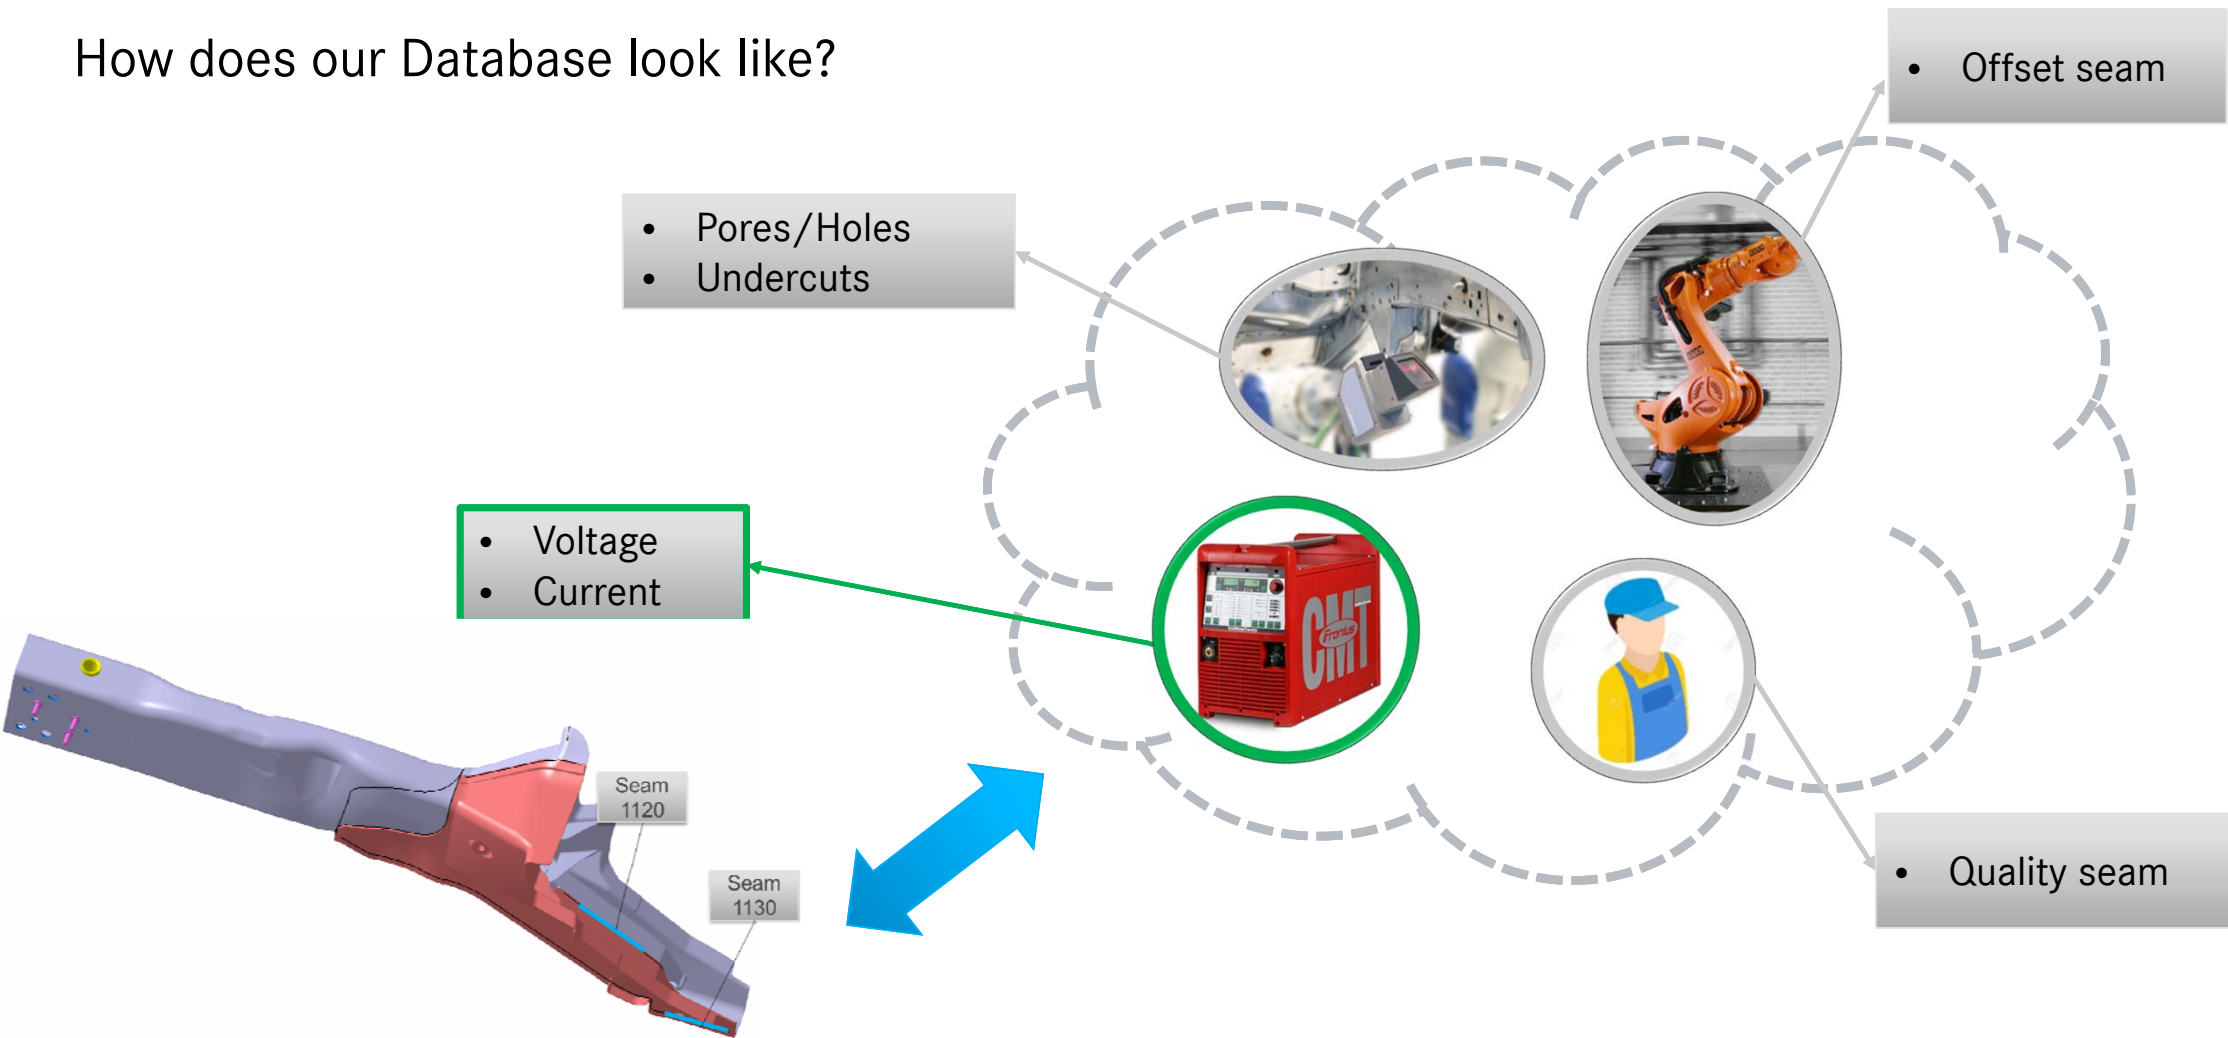 How does our Database look like?
• Offset seam
• Pores/Holes
• Undercuts
• Voltage
• Current
CMT
Fronius
Seam
1120
Seam
1130
• Quality seam